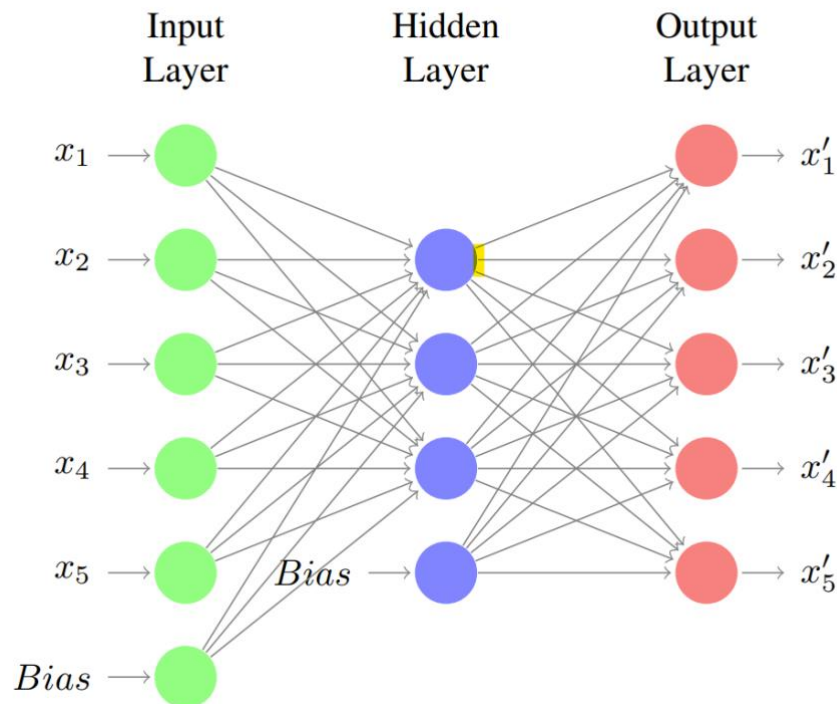 Input Layer
Hidden Layer
Output Layer
x₁
x₂
x₃
x₄
x₅
Bias
Bias
x′₁
x′₂
x′₃
x′₄
x′₅